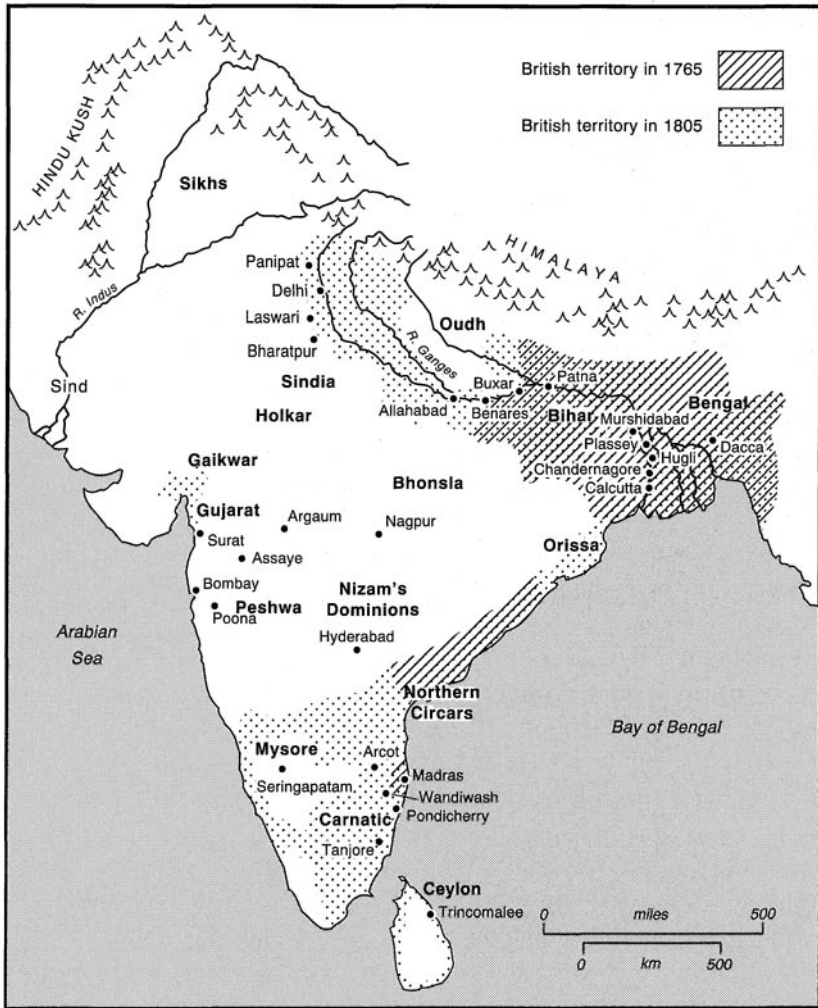 British territory in 1765
British territory in 1805
HINDU KUSH
Sikhs
HIMALAYA
Panipat
Delhi
R. Indus
Laswari
Oudh
Bharatpur
R. Ganges
Sindia
Sind
Buxar
Patna
Allahabad
Benares
Bihar
Murshidabad
Bengal
Holkar
Plassey
Dacca
Hugli
Gaikwar
Chandernagore
Bhonsla
Calcutta
Gujarat
Argaum
Nagpur
Surat
Orissa
Assaye
Bombay
Nizam's
Dominions
Peshwa
Poona
Arabian
Sea
Hyderabad
Northern
Circars
Bay of Bengal
Mysore
Arcot
Seringapatam
Madras
Wandiwash
Carnatic
Pondicherry
Tanjore
Ceylon
Trincomalee
0 miles 500
0 km 500